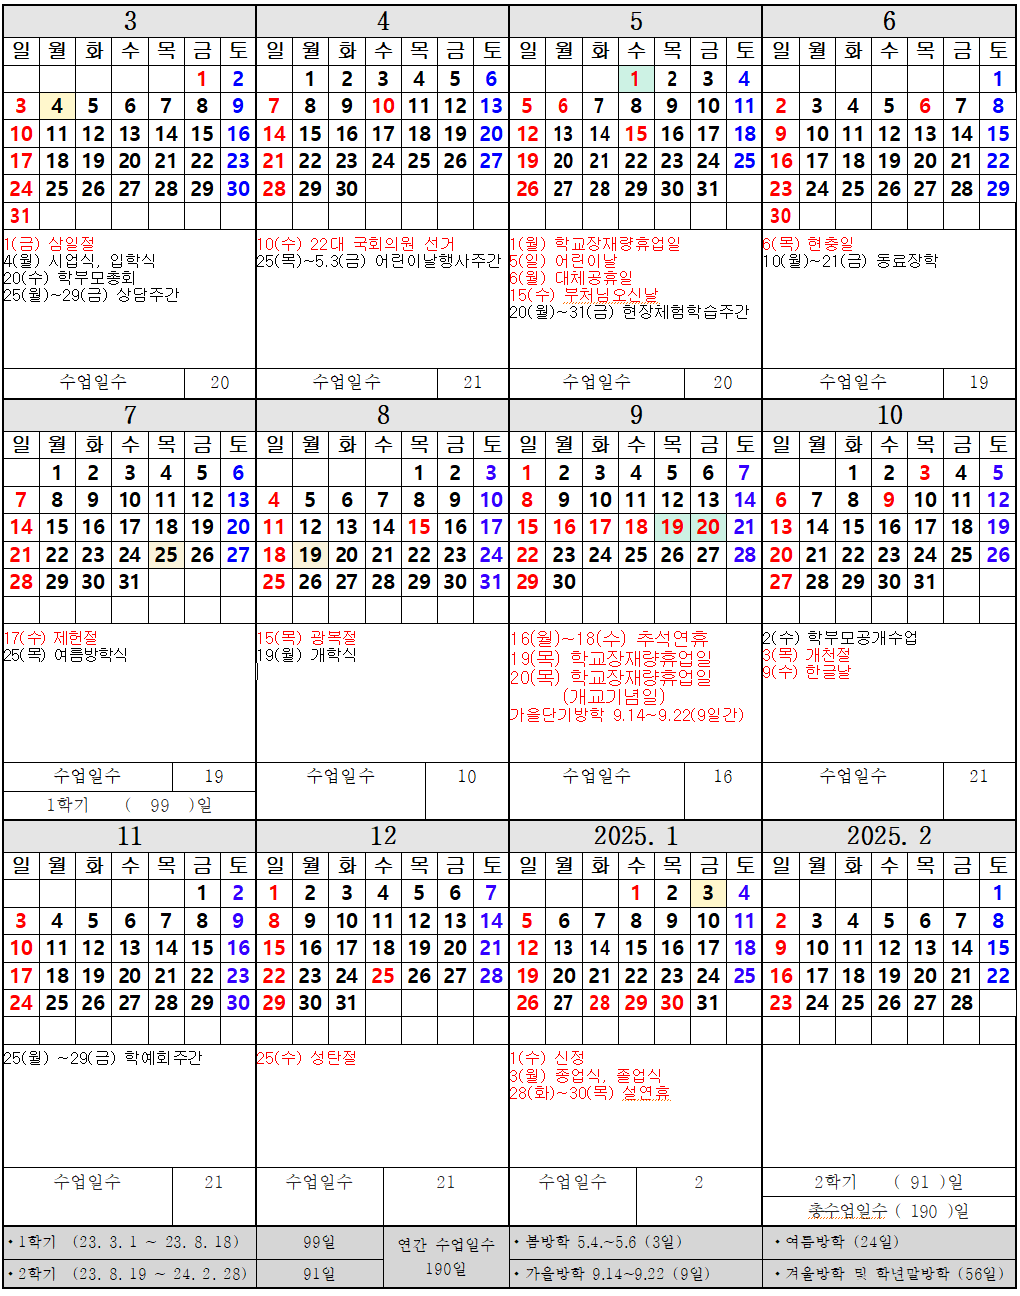 3 4 5 6
일 월 화 수 목 금 토 일 월 화 수 목 금 토 일 월 화 수 목 금 토 일 월 화 수 목 금 토
1 2 1 2 3 4 5 6 1 2 3 4 1
3 4 5 6 7 8 9 7 8 9 10 11 12 13 5 6 7 8 9 10 11 2 3 4 5 6 7 8
10 11 12 13 14 15 16 14 15 16 17 18 19 20 12 13 14 15 16 17 18 9 10 11 12 13 14 15
17 18 19 20 21 22 23 21 22 23 24 25 26 27 19 20 21 22 23 24 25 16 17 18 19 20 21 22
24 25 26 27 28 29 30 28 29 30 26 27 28 29 30 31 23 24 25 26 27 28 29
31 30
1(금) 삼일절
4(월) 시업식, 입학식
20(수) 학부모총회
25(월)~29(금) 상담주간
10(수) 22대 국회의원 선거
25(목)~5.3(금) 어린이날행사주간
1(월) 학교장재량휴업일
5(일) 어린이날
6(월) 대체공휴일
15(수) 부처님오신날
20(월)~31(금) 현장체험학습주간
6(목) 현충일
10(월)~21(금) 동료장학
수업일수 20 수업일수 21 수업일수 20 수업일수 19
7 8 9 10
일 월 화 수 목 금 토 일 월 화 수 목 금 토 일 월 화 수 목 금 토 일 월 화 수 목 금 토
1 2 3 4 5 6 1 2 3 1 2 3 4 5 6 7 1 2 3 4 5
7 8 9 10 11 12 13 4 5 6 7 8 9 10 8 9 10 11 12 13 14 6 7 8 9 10 11 12
14 15 16 17 18 19 20 11 12 13 14 15 16 17 15 16 17 18 19 20 21 13 14 15 16 17 18 19
21 22 23 24 25 26 27 18 19 20 21 22 23 24 22 23 24 25 26 27 28 20 21 22 23 24 25 26
28 29 30 31 25 26 27 28 29 30 31 29 30 27 28 29 30 31
17(수) 제헌절
25(목) 여름방학식
15(목) 광복절
19(월) 개학식
16(월)~18(수) 추석연휴
19(목) 학교장재량휴업일
20(목) 학교장재량휴업일
(개교기념일)
가을단기방학 9.14~9.22(9일간)
2(수) 학부모공개수업
3(목) 개천절
9(수) 한글날
수업일수 19 수업일수 10 수업일수 16 수업일수 21
1학기 ( 99 )일
11 12 2025. 1 2025. 2
일 월 화 수 목 금 토 일 월 화 수 목 금 토 일 월 화 수 목 금 토 일 월 화 수 목 금 토
1 2 1 2 3 4 5 6 7 1 2 3 4 1
3 4 5 6 7 8 9 8 9 10 11 12 13 14 5 6 7 8 9 10 11 2 3 4 5 6 7 8
10 11 12 13 14 15 16 15 16 17 18 19 20 21 12 13 14 15 16 17 18 9 10 11 12 13 14 15
17 18 19 20 21 22 23 22 23 24 25 26 27 28 19 20 21 22 23 24 25 16 17 18 19 20 21 22
24 25 26 27 28 29 30 29 30 31 26 27 28 29 30 31 23 24 25 26 27 28
25(월) ~29(금) 학예회주간
25(수) 성탄절
1(수) 신정
3(월) 종업식, 졸업식
28(화)~30(목) 설연휴
수업일수 21 수업일수 21 수업일수 2 2학기 ( 91 )일
총수업일수 ( 190 )일
·1학기 (23. 3. 1 ~ 23. 8. 18) 99일 연간 수업일수 ·봄방학 5.4.~5.6 (3일) ·여름방학 (24일)
·2학기 (23. 8. 19 ~ 24. 2. 28) 91일 190일 ·가을방학 9.14~9.22 (9일) ·겨울방학 및 학년말방학 (56일)